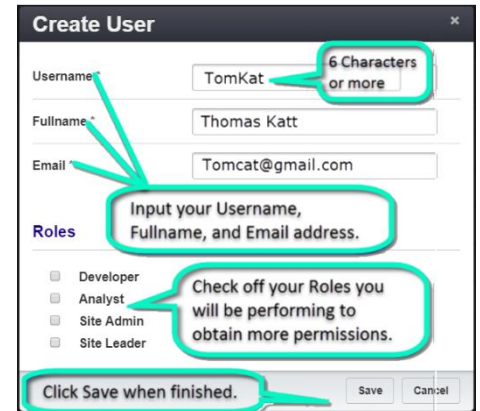 Create User ×
Username *
TomKat
6 Characters
or more
Fullname *
Thomas Katt
Email *
Tomcat@gmail.com
Input your Username,
Fullname, and Email address.
Roles
Developer
Analyst
Site Admin
Site Leader
Check off your Roles you
will be performing to
obtain more permissions.
Click Save when finished.
Save Cancel